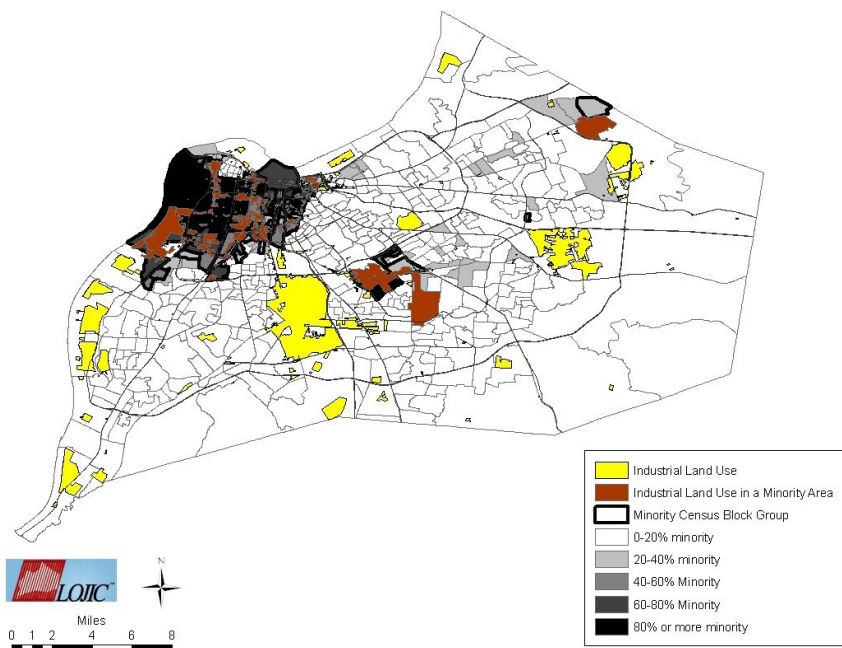 Industrial Land Use
Industrial Land Use in a Minority Area
Minority Census Block Group
0-20% minority
20-40% minority
40-60% Minority
60-80% Minority
80% or more minority
LOJIC™
N
Miles
0 1 2 4 6 8